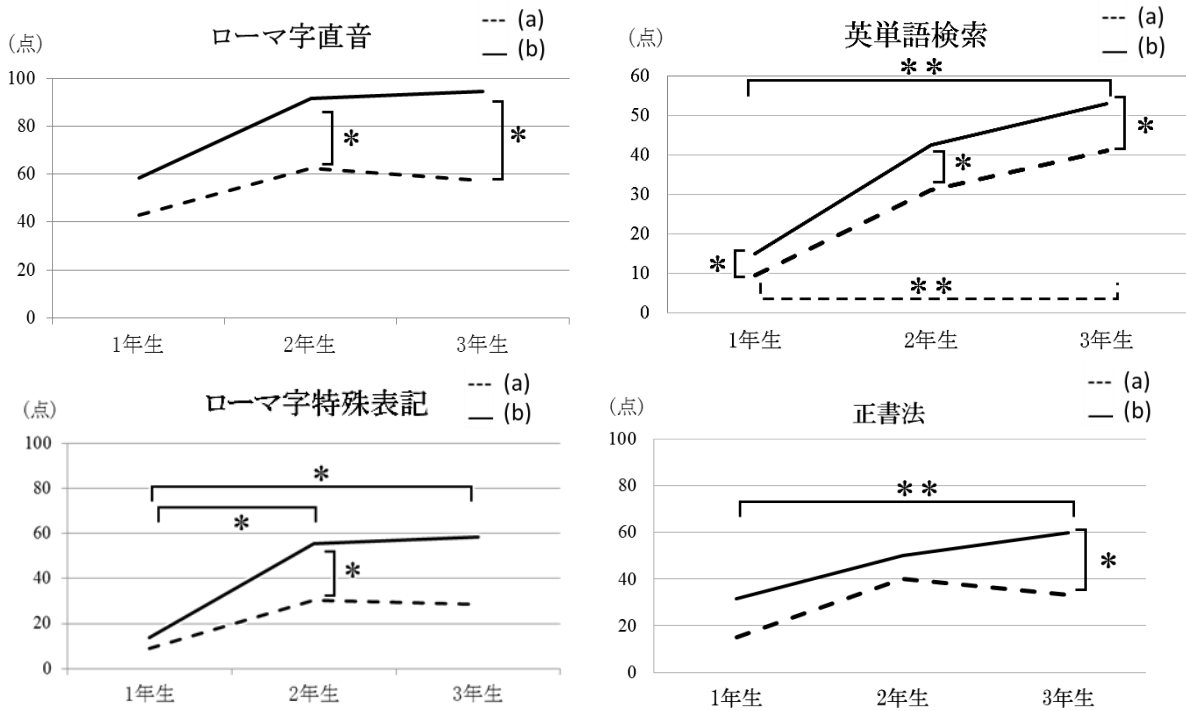 ローマ字直音
(点)
(a)
(b)
100
80
60
40
20
0
*
*
1年生 2年生 3年生
英単語検索
(点)
(a)
(b)
60
50
40
30
20
10
0
**
*
*
*
**
1年生 2年生 3年生
ローマ字特殊表記
(点)
(a)
(b)
100
80
60
40
20
0
*
*
*
1年生 2年生 3年生
正書法
(点)
(a)
(b)
100
80
60
40
20
0
**
*
1年生 2年生 3年生